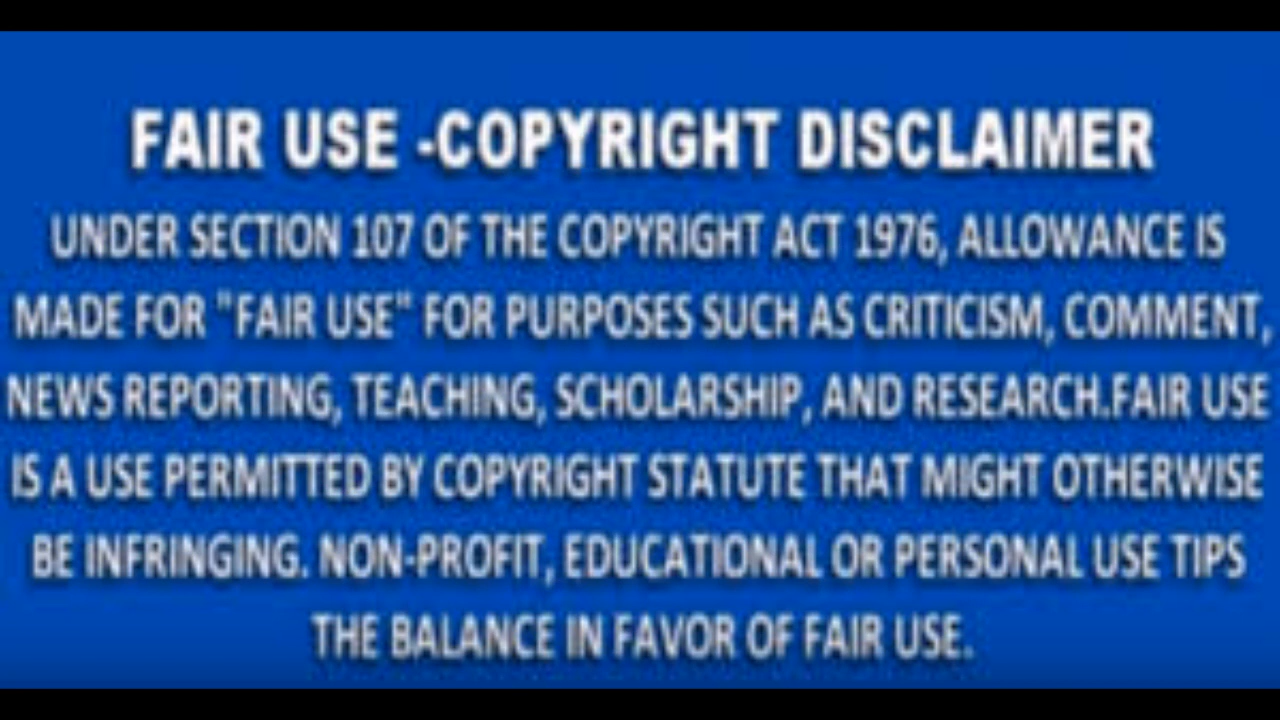 FAIR USE -COPYRIGHT DISCLAIMER
UNDER SECTION 107 OF THE COPYRIGHT ACT 1976, ALLOWANCE IS
MADE FOR "FAIR USE" FOR PURPOSES SUCH AS CRITICISM, COMMENT,
NEWS REPORTING, TEACHING, SCHOLARSHIP, AND RESEARCH.FAIR USE
IS A USE PERMITTED BY COPYRIGHT STATUTE THAT MIGHT OTHERWISE
BE INFRINGING. NON-PROFIT, EDUCATIONAL OR PERSONAL USE TIPS
THE BALANCE IN FAVOR OF FAIR USE.